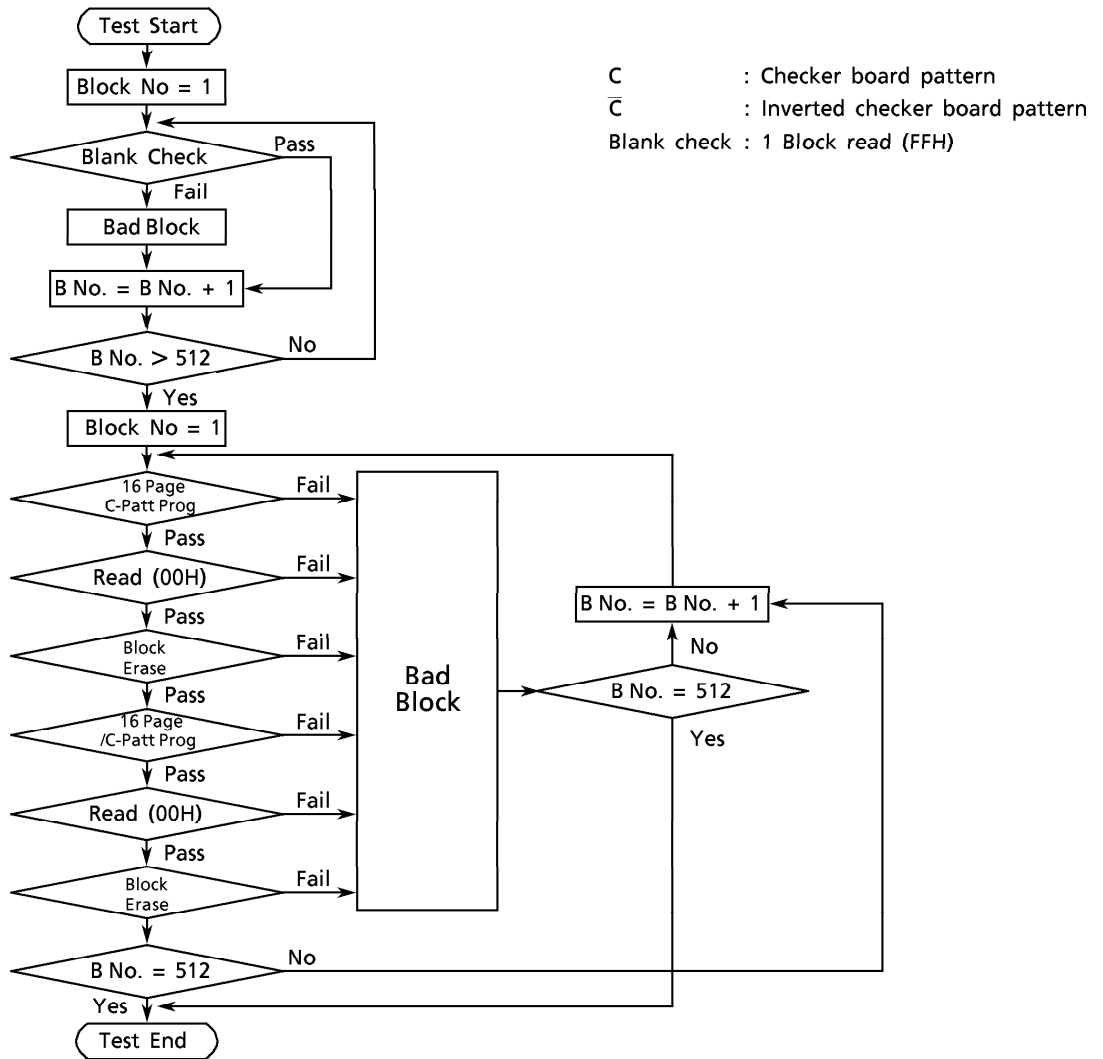 Test Start
Block No = 1
Blank Check
Pass
Fail
Bad Block
B No. = B No. + 1
B No. > 512
No
Yes
Block No = 1
C : Checker board pattern
C̅ : Inverted checker board pattern
Blank check : 1 Block read (FFH)
16 Page
C-Patt Prog
Fail
Pass
Read (00H)
Fail
Pass
Block
Erase
Fail
Pass
16 Page
/C-Patt Prog
Fail
Pass
Read (00H)
Fail
Pass
Block
Erase
Fail
B No. = 512
No
Yes
Test End
Bad
Block
B No. = B No. + 1
No
B No. = 512
Yes